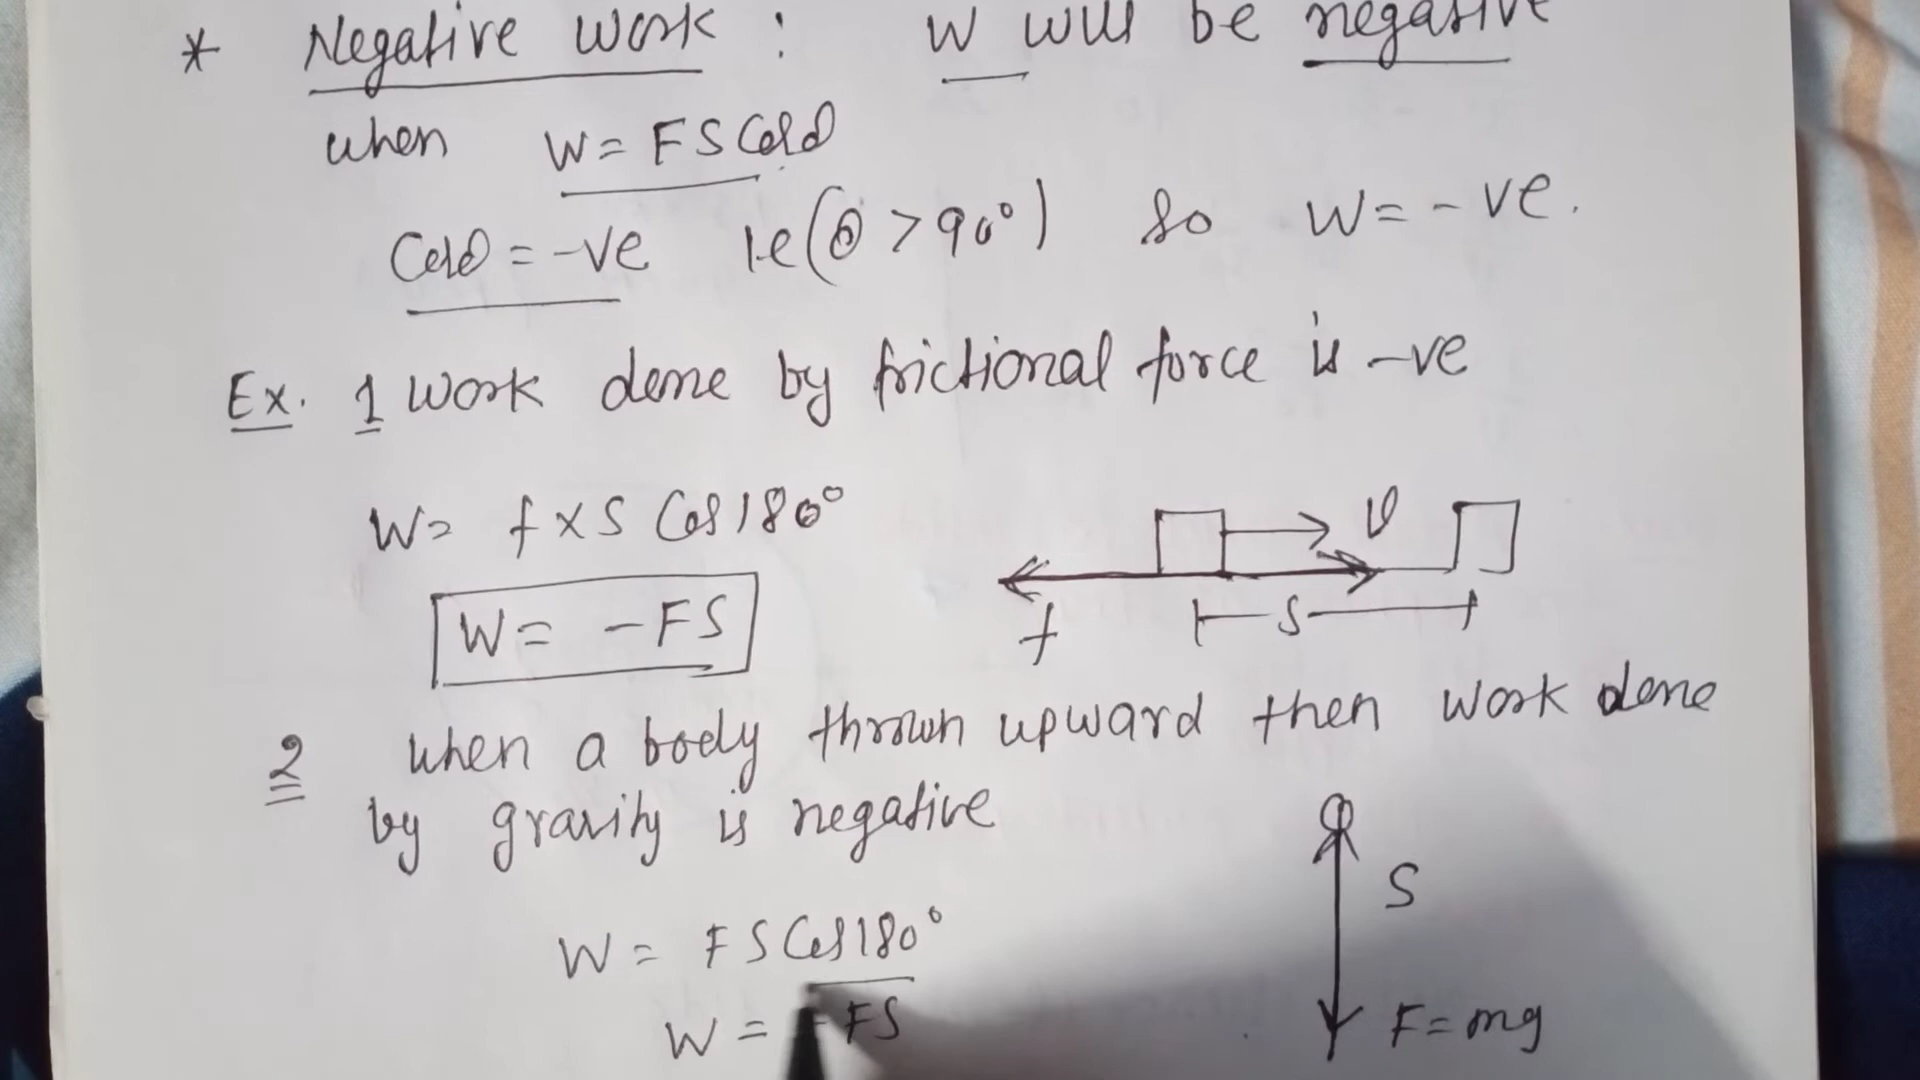 * Negative work : W will be negative
when W = FS Cosθ
Cosθ = -ve i.e (θ > 90°) so W = - ve.
Ex. 1 Work done by frictional force is -ve
W = f × S Cos 180°
W = - FS
v
S
f
2 when a body thrown upward then work done
by gravity is negative
S
W = FS Cos180°
W = - FS
F = mg